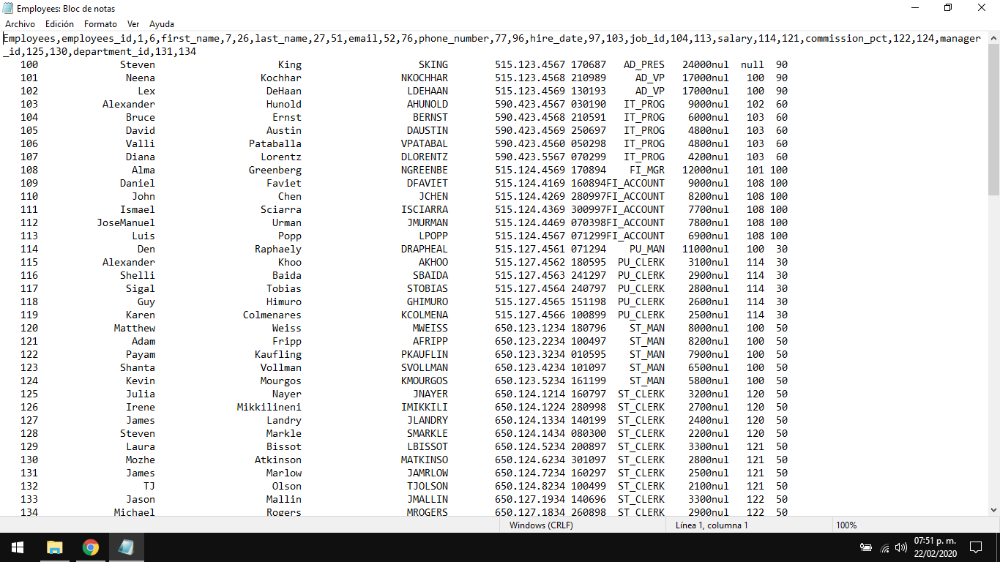 Employees: Bloc de notas
Archivo Edición Formato Ver Ayuda
Employees,employees_id,1,6,first_name,7,26,last_name,27,51,email,52,76,phone_number,77,96,hire_date,97,103,job_id,104,113,salary,114,121,commission_pct,122,124,manager
_id,125,130,department_id,131,134
100 Steven King SKING 515.123.4567 170687 AD_PRES 24000nul null 90
101 Neena Kochhar NKOCHHAR 515.123.4568 210989 AD_VP 17000nul 100 90
102 Lex DeHaan LDEHAAN 515.123.4569 130193 AD_VP 17000nul 100 90
103 Alexander Hunold AHUNOLD 590.423.4567 030190 IT_PROG 9000nul 102 60
104 Bruce Ernst BERNST 590.423.4568 210591 IT_PROG 6000nul 103 60
105 David Austin DAUSTIN 590.423.4569 250697 IT_PROG 4800nul 103 60
106 Valli Pataballa VPATABAL 590.423.4560 050298 IT_PROG 4800nul 103 60
107 Diana Lorentz DLORENTZ 590.423.5567 070299 IT_PROG 4200nul 103 60
108 Alma Greenberg NGREENBE 515.124.4569 170894 FI_MGR 12000nul 101 100
109 Daniel Faviet DFAVIET 515.124.4169 160894FI_ACCOUNT 9000nul 108 100
110 John Chen JCHEN 515.124.4269 280997FI_ACCOUNT 8200nul 108 100
111 Ismael Sciarra ISCIARRA 515.124.4369 300997FI_ACCOUNT 7700nul 108 100
112 JoseManuel Urman JMURMAN 515.124.4469 070398FI_ACCOUNT 7800nul 108 100
113 Luis Popp LPOPP 515.124.4567 071299FI_ACCOUNT 6900nul 108 100
114 Den Raphaely DRAPHEAL 515.127.4561 071294 PU_MAN 11000nul 100 30
115 Alexander Khoo AKHOO 515.127.4562 180595 PU_CLERK 3100nul 114 30
116 Shelli Baida SBAIDA 515.127.4563 241297 PU_CLERK 2900nul 114 30
117 Sigal Tobias STOBIAS 515.127.4564 240797 PU_CLERK 2800nul 114 30
118 Guy Himuro GHIMURO 515.127.4565 151198 PU_CLERK 2600nul 114 30
119 Karen Colmenares KCOLMENA 515.127.4566 100899 PU_CLERK 2500nul 114 30
120 Matthew Weiss MWEISS 650.123.1234 180796 ST_MAN 8000nul 100 50
121 Adam Fripp AFRIPP 650.123.2234 100497 ST_MAN 8200nul 100 50
122 Payam Kaufling PKAUFLIN 650.123.3234 010595 ST_MAN 7900nul 100 50
123 Shanta Vollman SVOLLMAN 650.123.4234 101097 ST_MAN 6500nul 100 50
124 Kevin Mourgos KMOURGOS 650.123.5234 161199 ST_MAN 5800nul 100 50
125 Julia Nayer JNAYER 650.124.1214 160797 ST_CLERK 3200nul 120 50
126 Irene Mikkilineni IMIKKILI 650.124.1224 280998 ST_CLERK 2700nul 120 50
127 James Landry JLANDRY 650.124.1334 140199 ST_CLERK 2400nul 120 50
128 Steven Markle SMARKLE 650.124.1434 080300 ST_CLERK 2200nul 120 50
129 Laura Bissot LBISSOT 650.124.5234 200897 ST_CLERK 3300nul 121 50
130 Mozhe Atkinson MATKINSO 650.124.6234 301097 ST_CLERK 2800nul 121 50
131 James Marlow JAMRLOW 650.124.7234 160297 ST_CLERK 2500nul 121 50
132 TJ Olson TJOLSON 650.124.8234 100499 ST_CLERK 2100nul 121 50
133 Jason Mallin JMALLIN 650.127.1934 140696 ST_CLERK 3300nul 122 50
134 Michael Rogers MROGERS 650.127.1834 260898 ST_CLERK 2900nul 122 50
Windows (CRLF) Línea 1, columna 1 100%
07:51 p. m.
22/02/2020